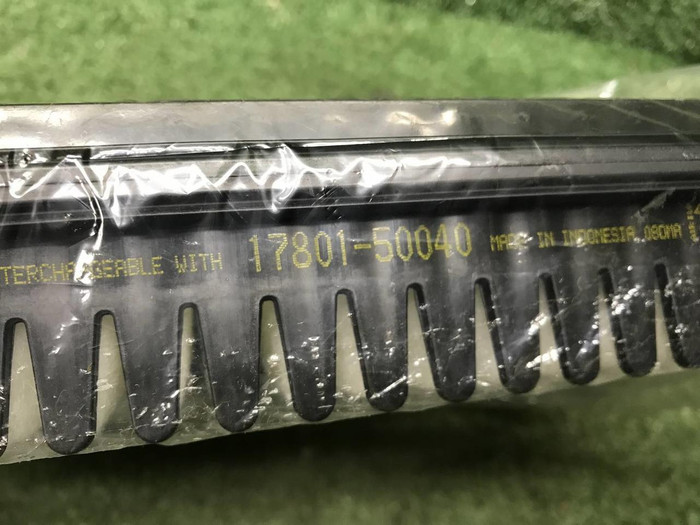 TERCHANGEABLE WITH 17801-50040 MADE IN INDONESIA 080MA